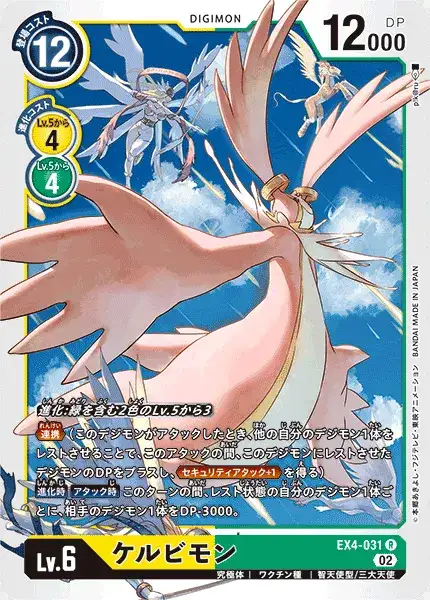 DIGIMON
登場コスト
12
DP
12000
進化コスト
Lv.5から
4
Lv.5から
4
進化:緑を含む2色のLv.5から3
連携 (このデジモンがアタックしたとき、他の自分のデジモン1体を
レストさせることで、このアタックの間、このデジモンにレストさせた
デジモンのDPをプラスし、セキュリティアタック+1 を得る)
進化時 アタック時 このターンの間、レスト状態の自分のデジモン1体ご
とに、相手のデジモン1体をDP-3000。
EX4-031 R
02
Lv.6
ケルビモン
究極体 | ワクチン種 | 智天使型/三大天使
© 本郷あきよし・フジテレビ・東映アニメーション BANDAI MADE IN JAPAN